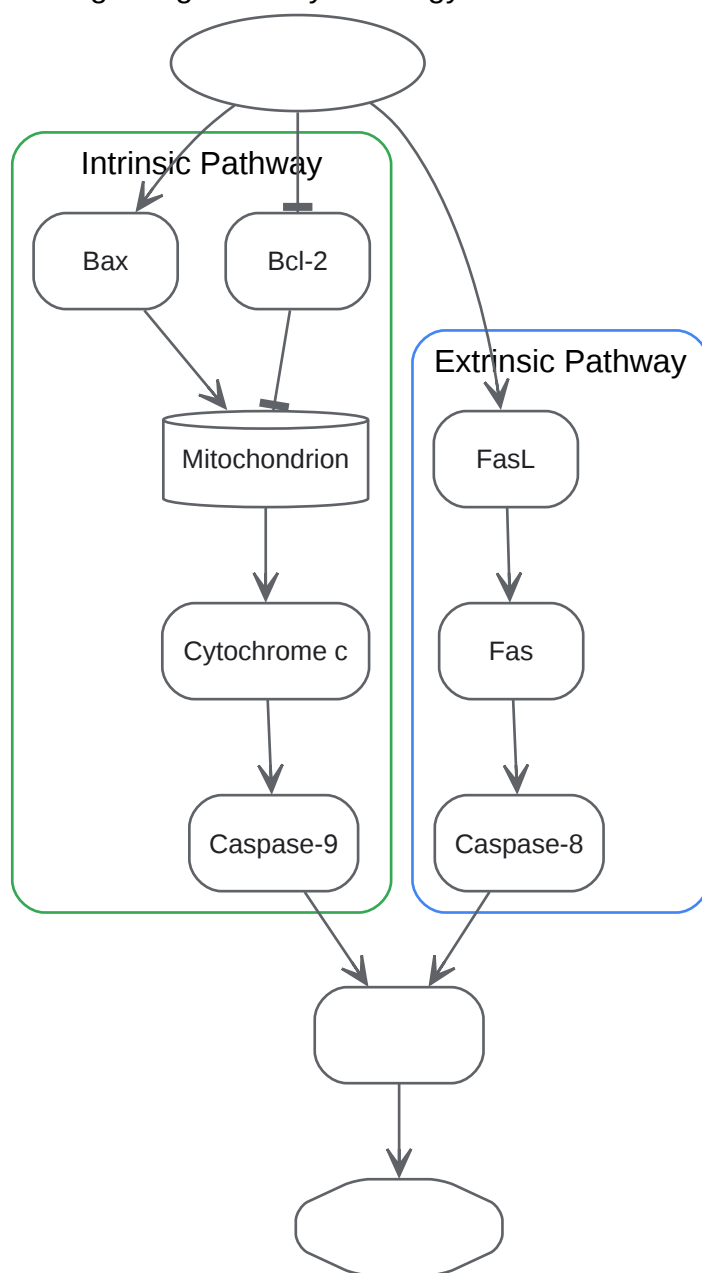 Intrinsic Pathway
Bax
Bcl-2
Extrinsic Pathway
Mitochondrion
FasL
Cytochrome c
Fas
Caspase-9
Caspase-8